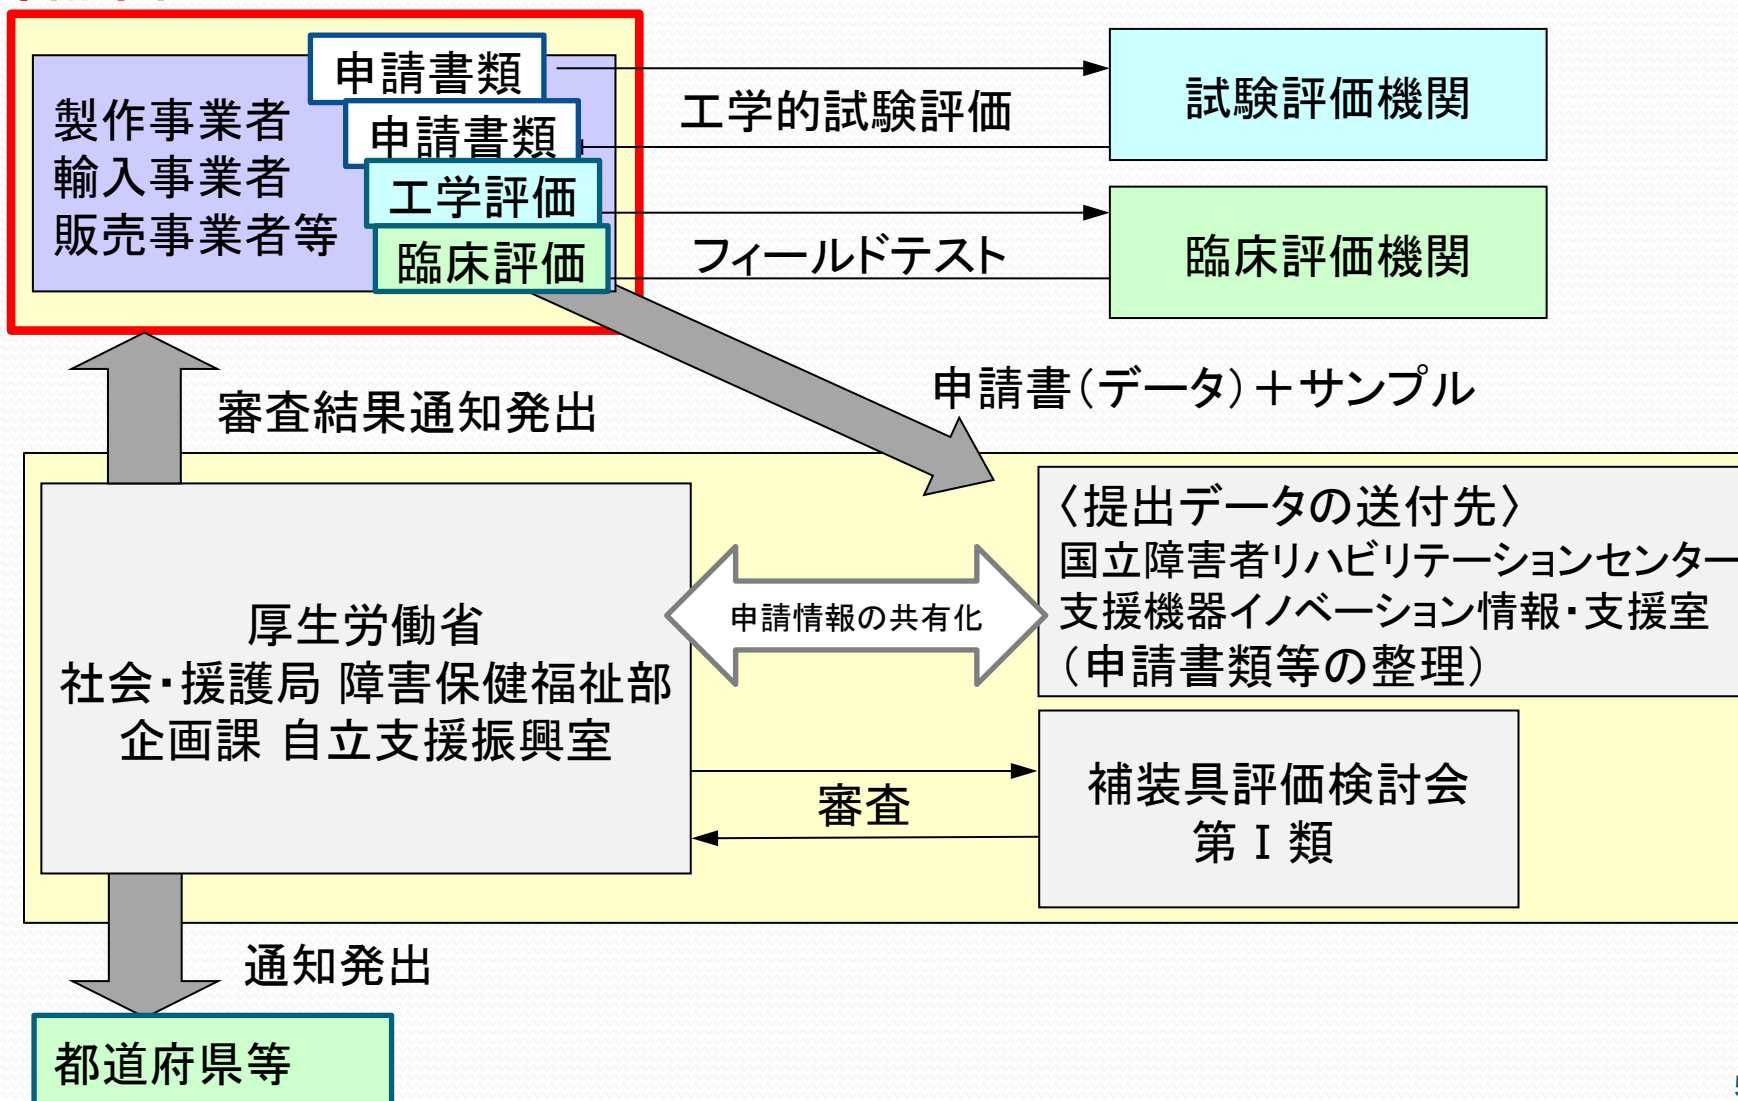 申請書類
申請書類
工学評価
臨床評価
製作事業者
輸入事業者
販売事業者等
工学的試験評価
フィールドテスト
試験評価機関
臨床評価機関
申請書(データ)+サンプル
審査結果通知発出
厚生労働省
社会・援護局 障害保健福祉部
企画課 自立支援振興室
申請情報の共有化
〈提出データの送付先〉
国立障害者リハビリテーションセンター
支援機器イノベーション情報・支援室
(申請書類等の整理)
審査
補装具評価検討会
第Ⅰ類
通知発出
都道府県等